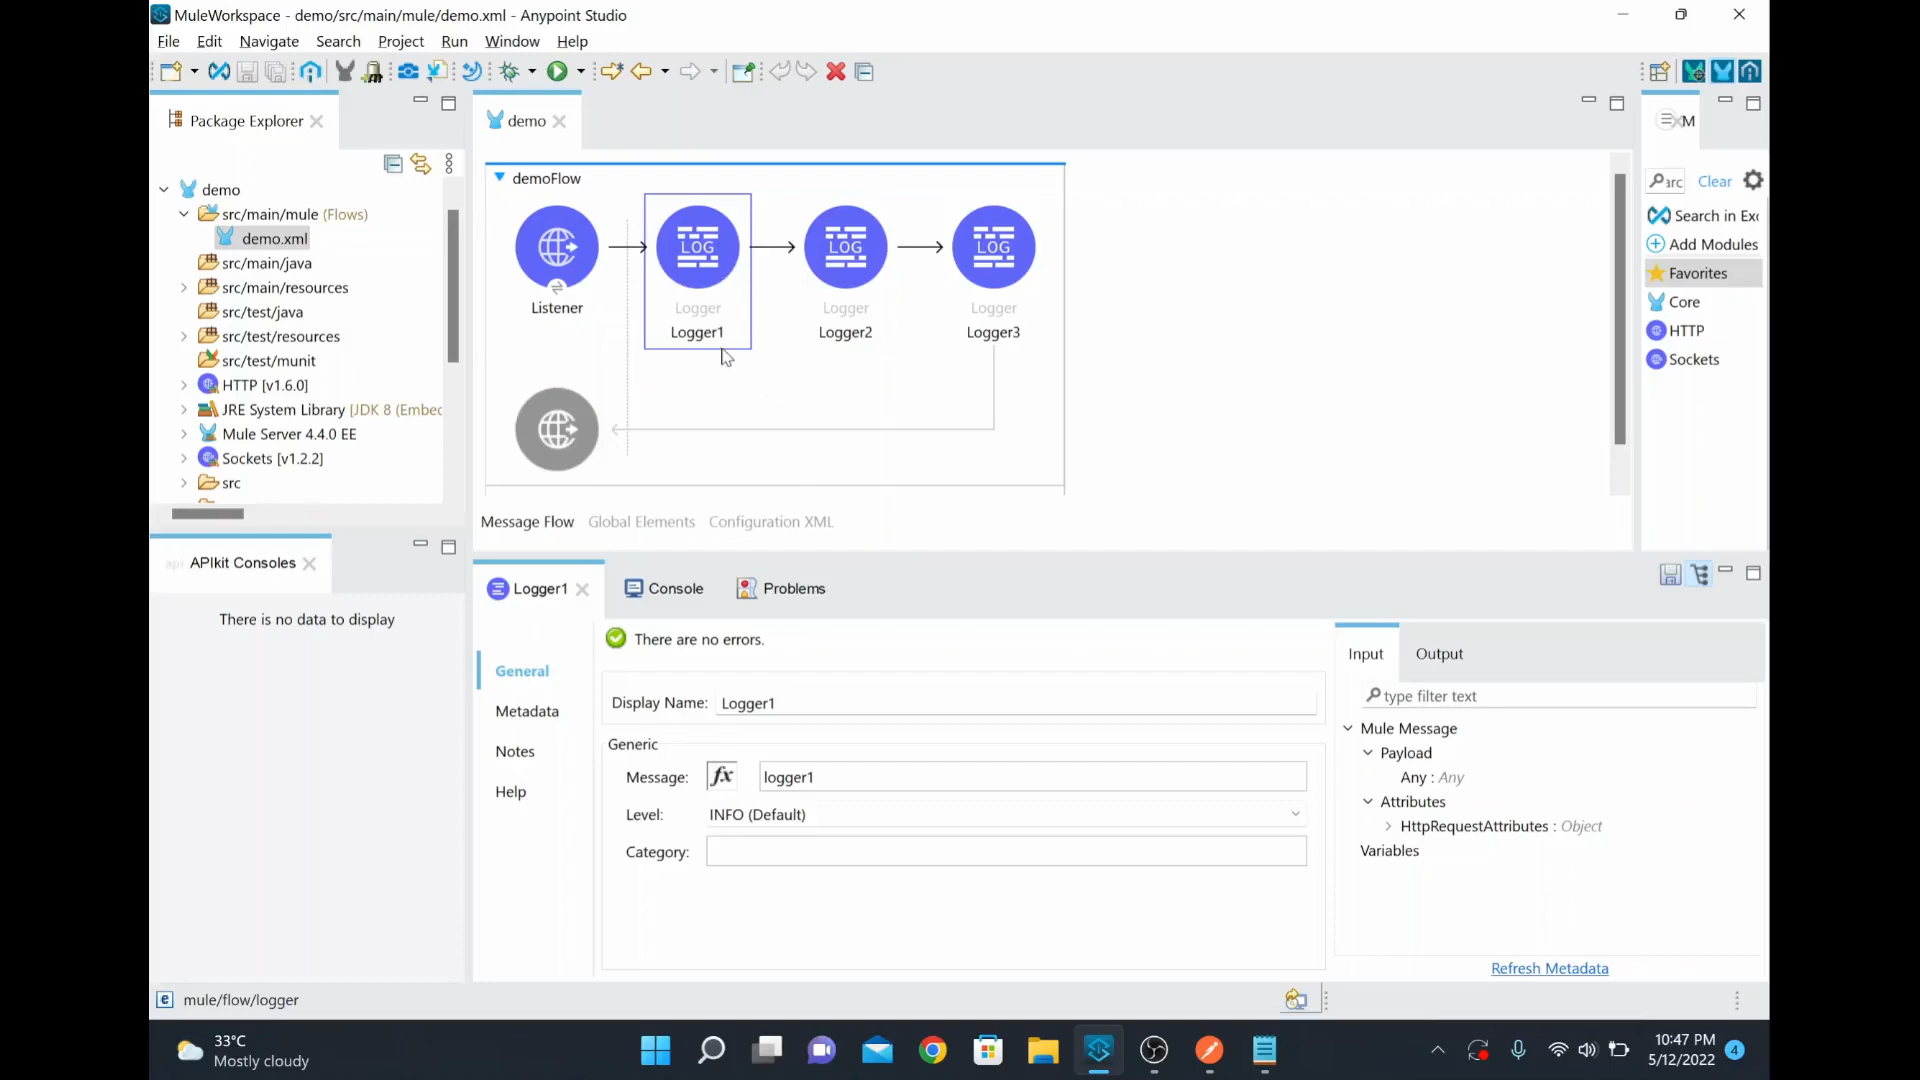 MuleWorkspace - demo/src/main/mule/demo.xml - Anypoint Studio
File Edit Navigate Search Project Run Window Help
Package Explorer
demo
M
demo
src/main/mule (Flows)
demo.xml
src/main/java
src/main/resources
src/test/java
src/test/resources
src/test/munit
HTTP [v1.6.0]
JRE System Library [JDK 8 (Embec
Mule Server 4.4.0 EE
Sockets [v1.2.2]
src
demoFlow
LOG
LOG
LOG
Listener
Logger
Logger1
Logger
Logger2
Logger
Logger3
Message Flow Global Elements Configuration XML
arc Clear
Search in Exc
Add Modules
Favorites
Core
HTTP
Sockets
api APIkit Consoles
There is no data to display
Logger1 Console Problems
There are no errors.
General
Metadata
Notes
Help
Display Name: Logger1
Generic
Message: fx logger1
Level: INFO (Default)
Category:
Input Output
type filter text
Mule Message
Payload
Any : Any
Attributes
HttpRequestAttributes : Object
Variables
Refresh Metadata
e mule/flow/logger
33°C
Mostly cloudy
10:47 PM
5/12/2022
4